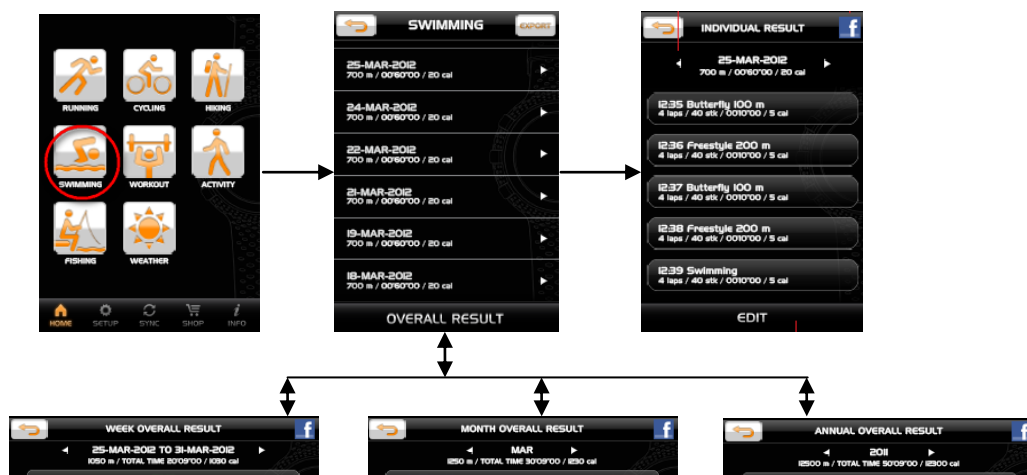 RUNNING CYCLING HIKING
SWIMMING WORKOUT ACTIVITY
FISHING WEATHER
HOME SETUP SYNC SHOP INFO
SWIMMING EXPORT
25-MAR-2012
700 m / 00'60"00 / 20 cal
24-MAR-2012
700 m / 00'60"00 / 20 cal
22-MAR-2012
700 m / 00'60"00 / 20 cal
21-MAR-2012
700 m / 00'60"00 / 20 cal
19-MAR-2012
700 m / 00'60"00 / 20 cal
18-MAR-2012
700 m / 00'60"00 / 20 cal
OVERALL RESULT
INDIVIDUAL RESULT f
25-MAR-2012
700 m / 00'60"00 / 20 cal
12:35 Butterfly 100 m
4 laps / 40 stk / 00'10"00 / 5 cal
12:36 Freestyle 200 m
4 laps / 40 stk / 00'10"00 / 5 cal
12:37 Butterfly 100 m
4 laps / 40 stk / 00'10"00 / 5 cal
12:38 Freestyle 200 m
4 laps / 40 stk / 00'10"00 / 5 cal
12:39 Swimming
4 laps / 40 stk / 00'10"00 / 5 cal
EDIT
WEEK OVERALL RESULT f
25-MAR-2012 TO 31-MAR-2012
1050 m / TOTAL TIME 20'09"00 / 1030 cal
MONTH OVERALL RESULT f
MAR
1250 m / TOTAL TIME 30'09"00 / 1230 cal
ANNUAL OVERALL RESULT f
2011
12500 m / TOTAL TIME 50'09"00 / 12300 cal